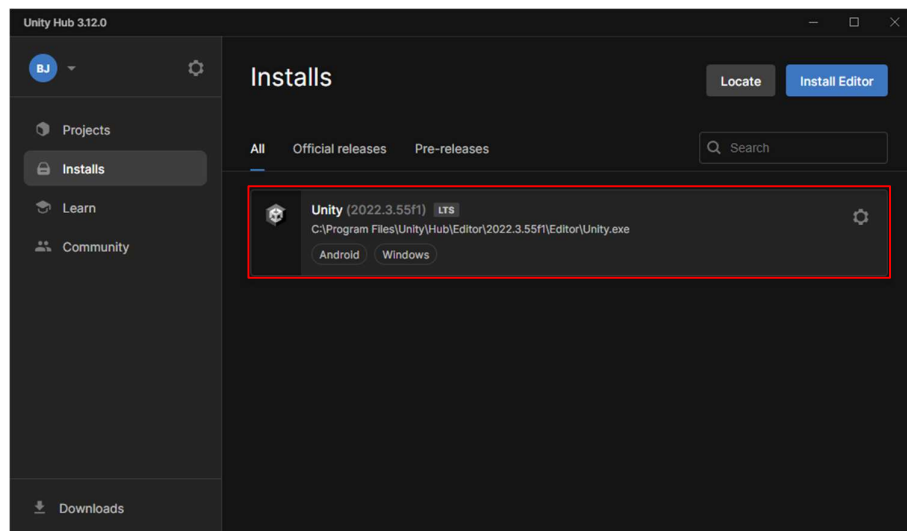 Unity Hub 3.12.0
BJ
Projects
Installs
Learn
Community
Downloads
Installs
Locate
Install Editor
All Official releases Pre-releases
Search
Unity (2022.3.55f1) LTS
C:\Program Files\Unity\Hub\Editor\2022.3.55f1\Editor\Unity.exe
Android Windows